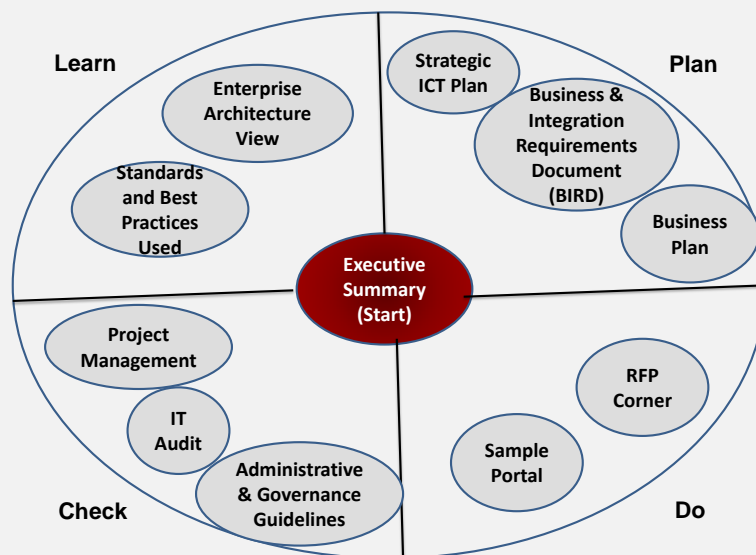 Learn
Enterprise
Architecture
View
Standards
and Best
Practices
Used
Plan
Strategic
ICT Plan
Business &
Integration
Requirements
Document
(BIRD)
Business
Plan
Executive
Summary
(Start)
Project
Management
IT
Audit
Administrative
& Governance
Guidelines
Check
RFP
Corner
Sample
Portal
Do